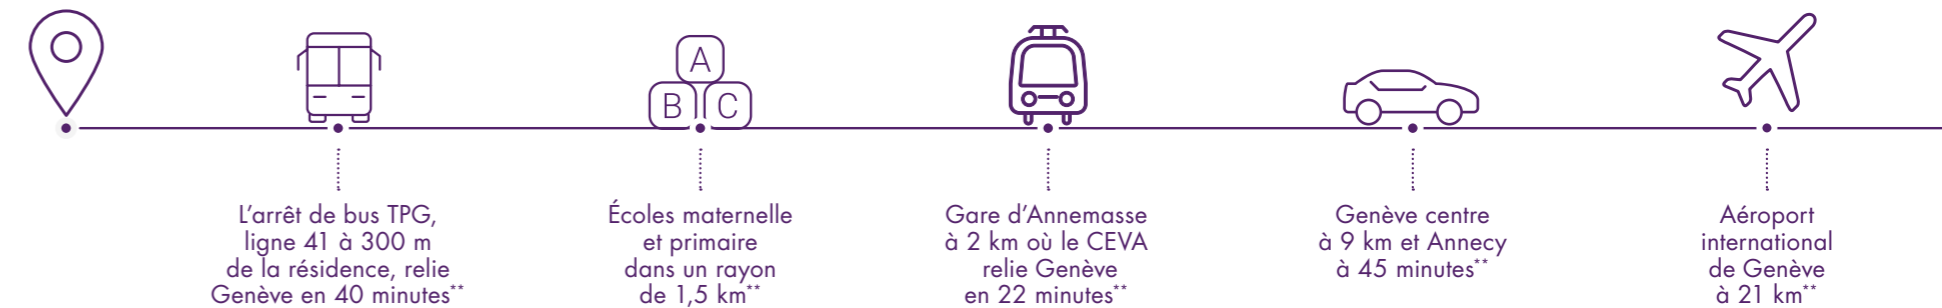 A
B C
L'arrêt de bus TPG,
ligne 41 à 300 m
de la résidence, relie
Genève en 40 minutes**
Écoles maternelle
et primaire
dans un rayon
de 1,5 km**
Gare d'Annemasse
à 2 km où le CEVA
relie Genève
en 22 minutes**
Genève centre
à 9 km et Annecy
à 45 minutes**
Aéroport
international
de Genève
à 21 km**